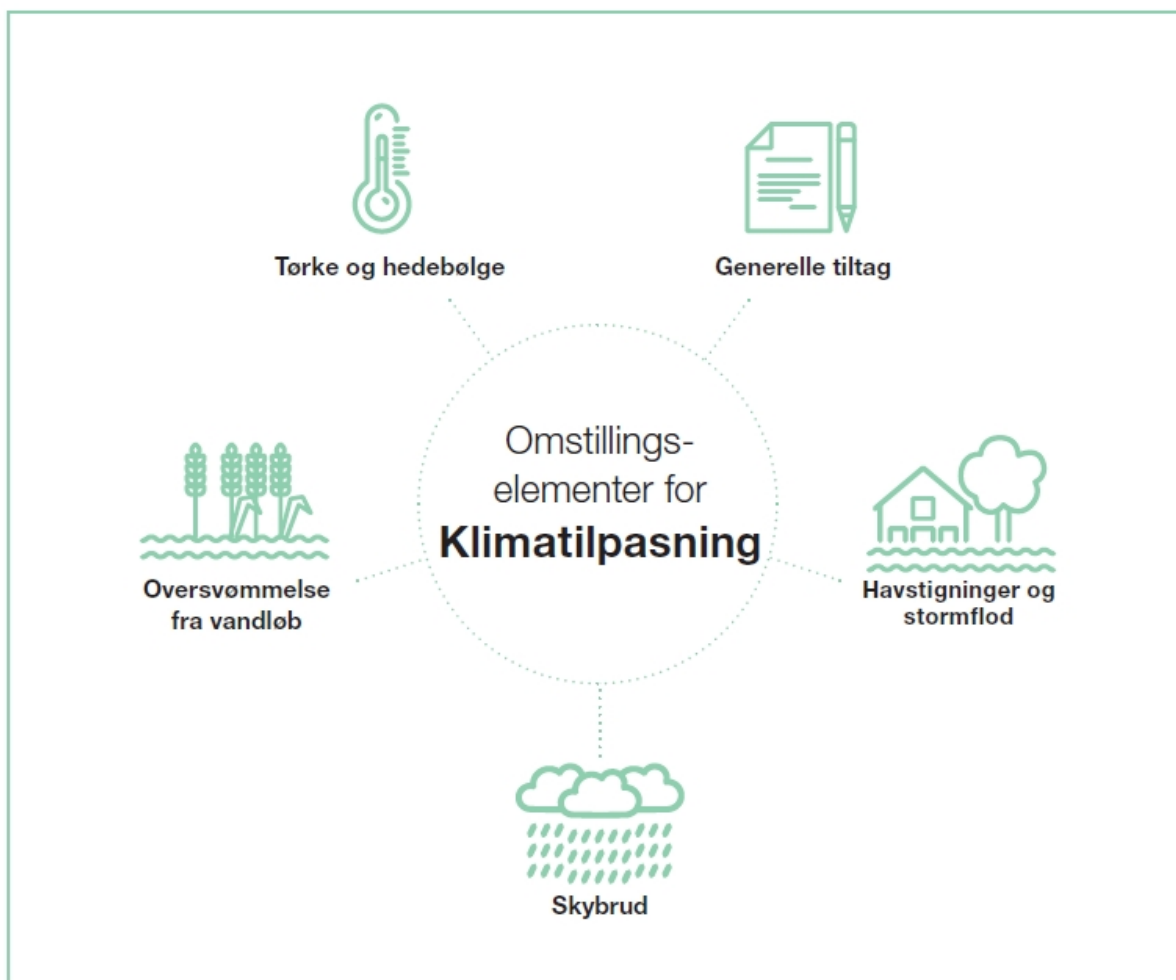 Tørke og hedebølge
Generelle tiltag
Omstillings-
elementer for
Klimatilpasning
Oversvømmelse
fra vandløb
Havstigninger og
stormflod
Skybrud